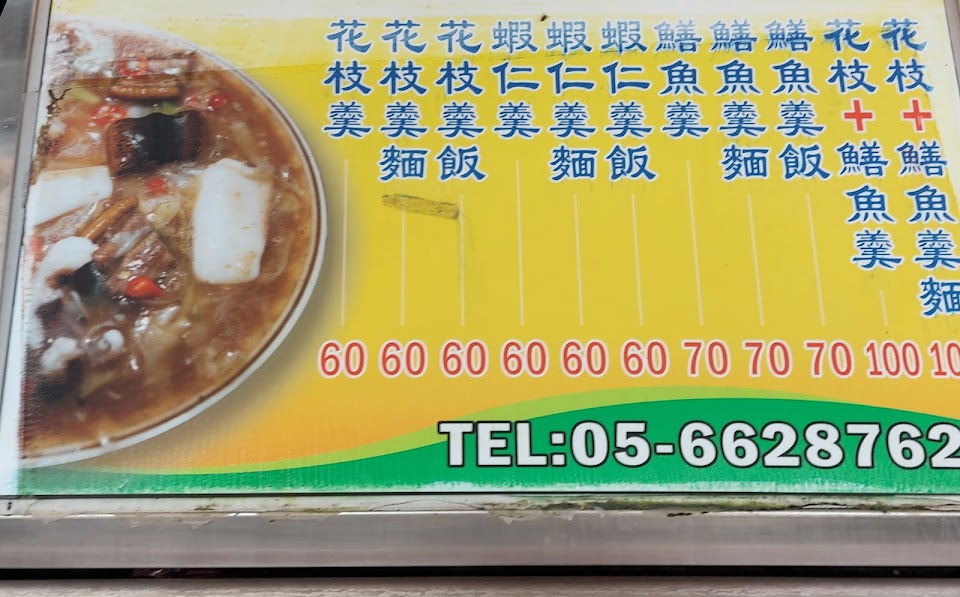 花枝羹 60
花枝羹麵 60
花枝羹飯 60
蝦仁羹 60
蝦仁羹麵 60
蝦仁羹飯 60
鱔魚羹 70
鱔魚羹麵 70
鱔魚羹飯 70
花枝+鱔魚羹 100
花枝+鱔魚羹麵
TEL:05-6628762